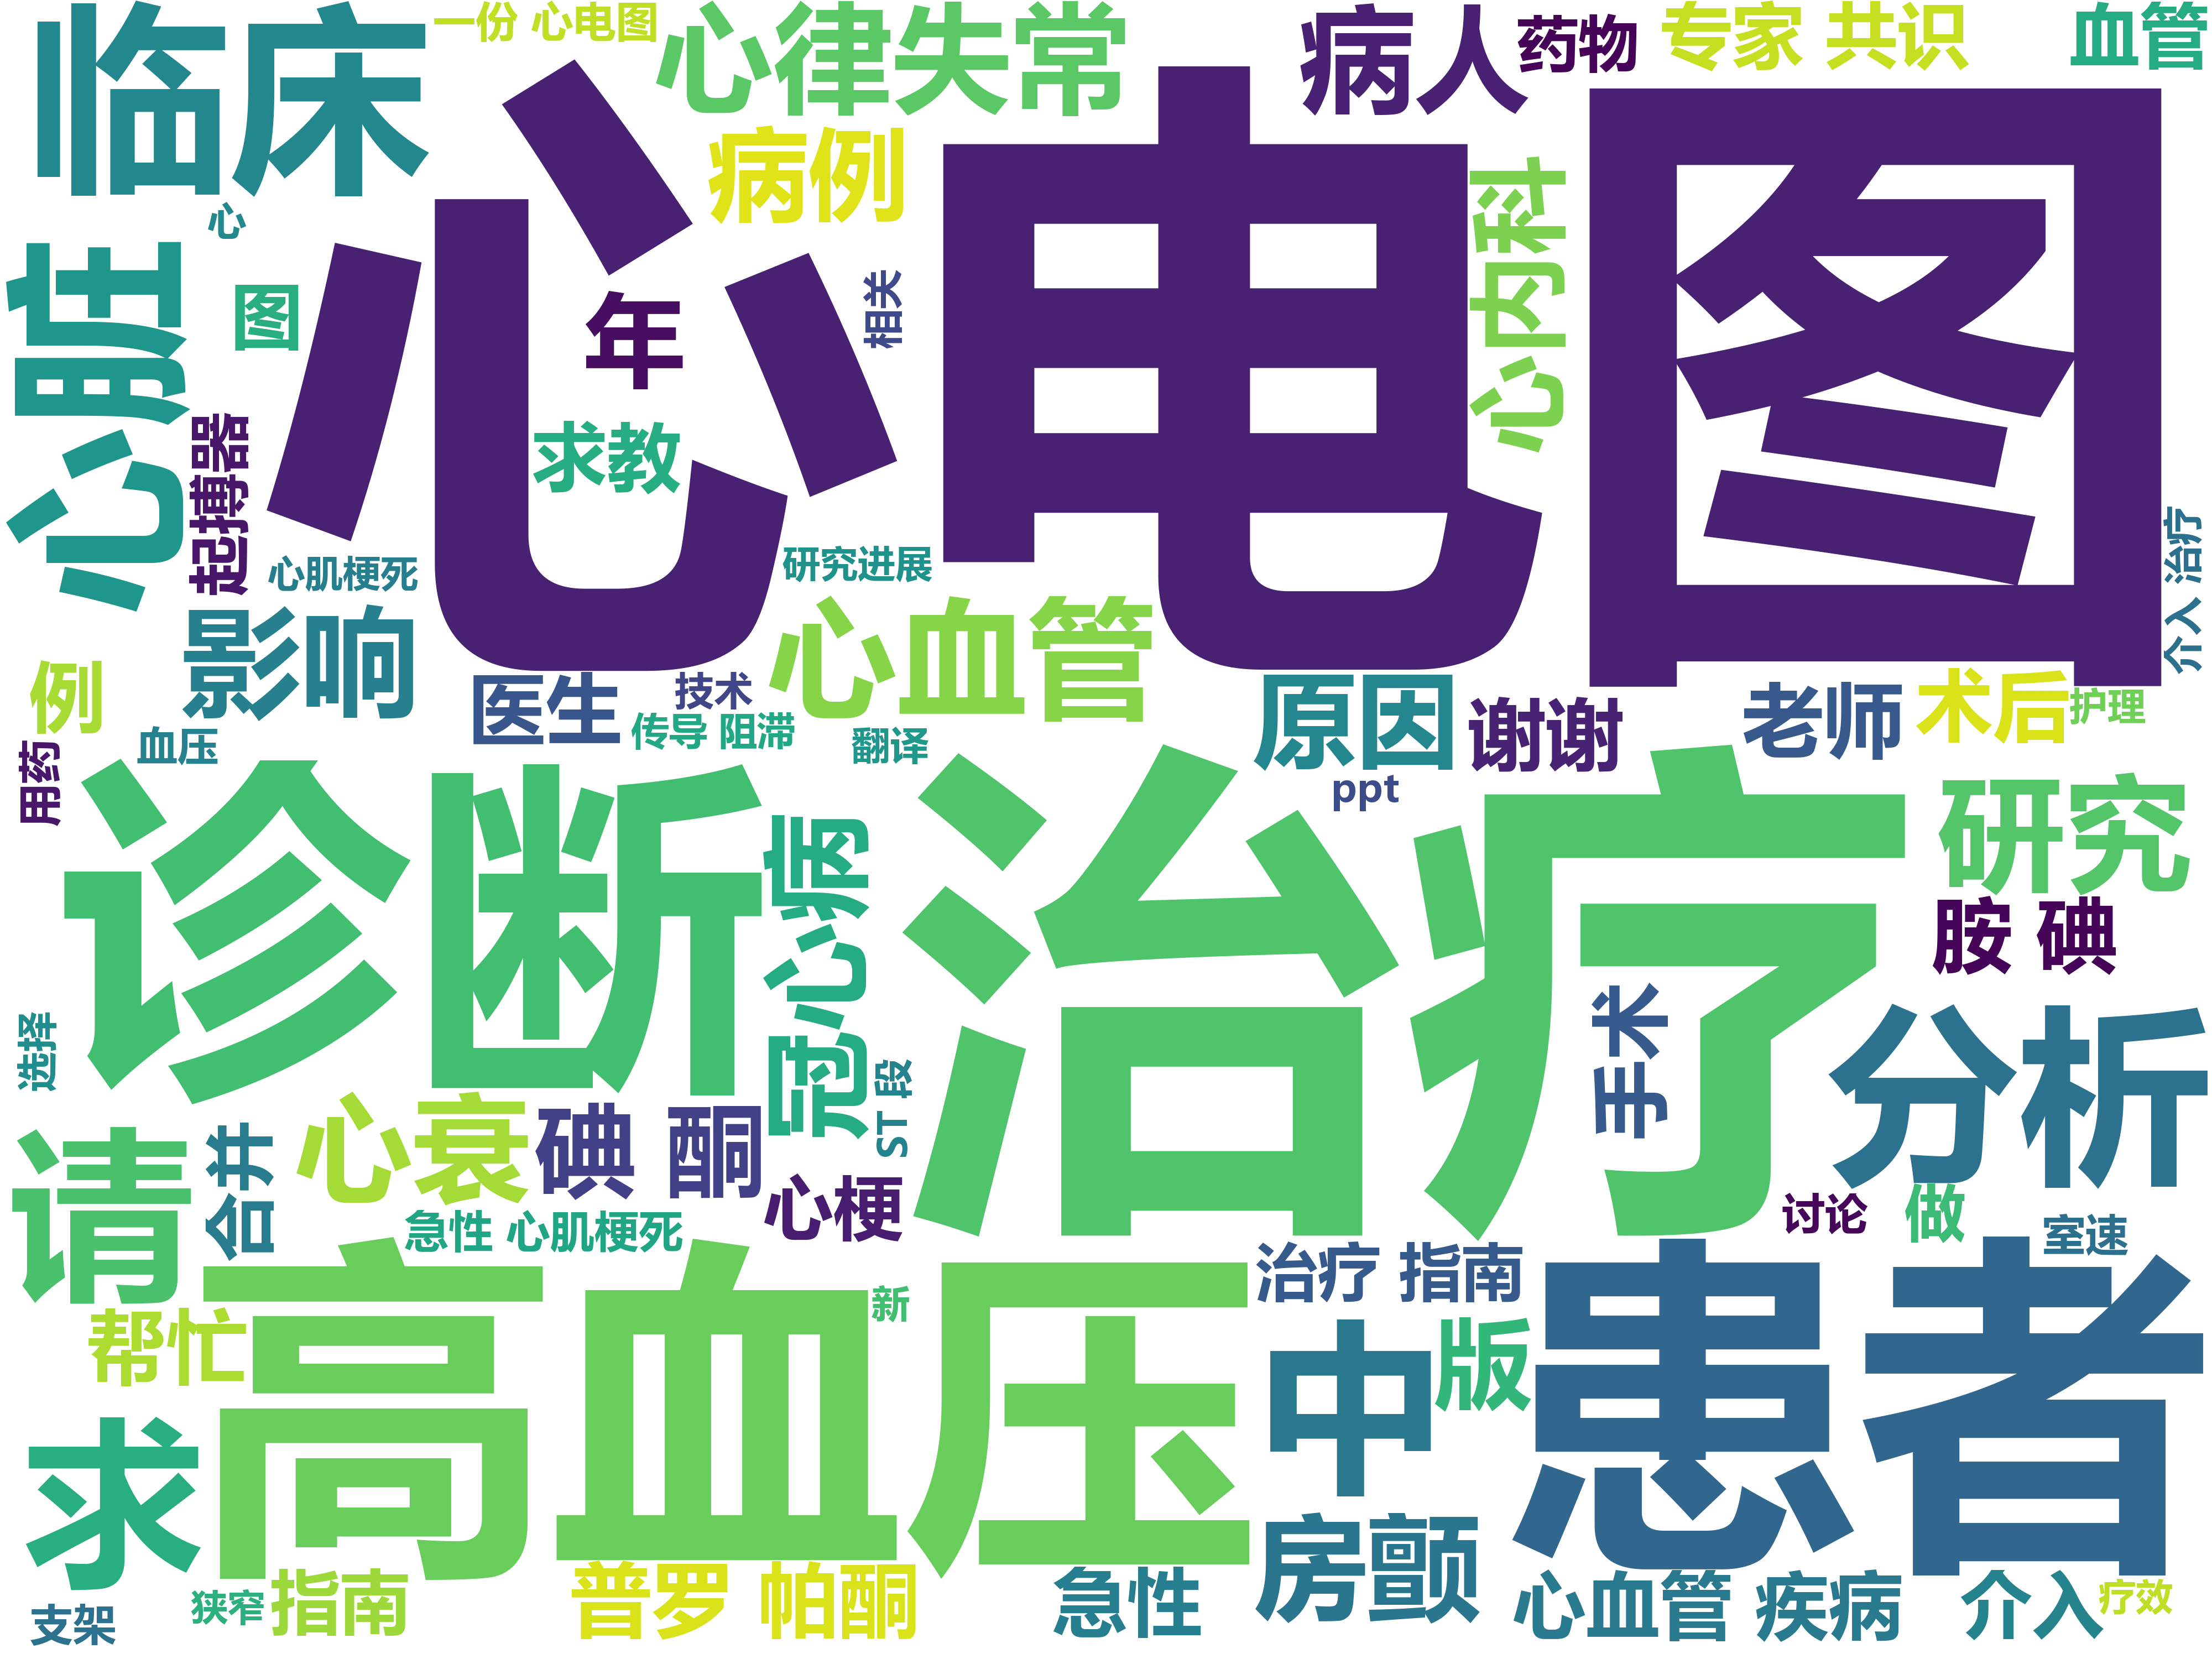 临床
一份 心电图
心律失常
病人
药物
专家 共识
血管
心电图
病例
心内科
心
心脏
图
年
相关
求教
起搏器
心肌梗死
研究进展
介入 治疗
影响
心血管
例
医生
技术
原因
谢谢
老师
术后
护理
血压
传导 阻滞
翻译
用药
ppt
诊断
治疗
研究
冠心病
胺 碘
选择
手术
分析
ST 段
请
合并
心衰
碘 酮
心梗
急性 心肌梗死
讨论
做
室速
高血压
治疗 指南
患者
帮忙
新
中
版
求
房颤
狭窄
指南
普罗 帕酮
急性
心血管 疾病
介入
疗效
支架